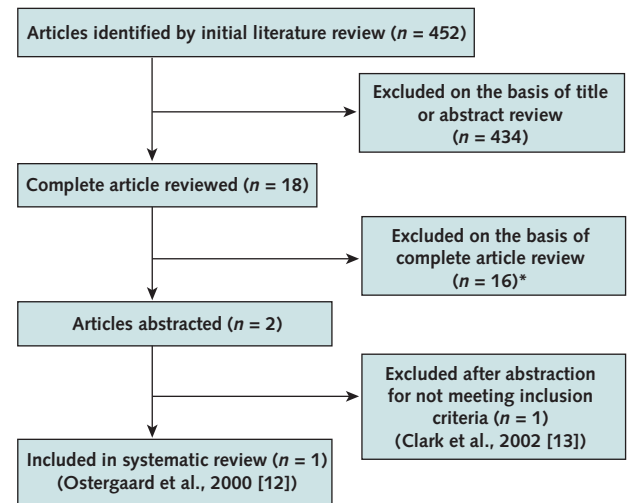 Articles identified by initial literature review (n = 452)
Excluded on the basis of title
or abstract review
(n = 434)
Complete article reviewed (n = 18)
Excluded on the basis of
complete article review
(n = 16)*
Articles abstracted (n = 2)
Excluded after abstraction
for not meeting inclusion
criteria (n = 1)
(Clark et al., 2002 [13])
Included in systematic review (n = 1)
(Ostergaard et al., 2000 [12])